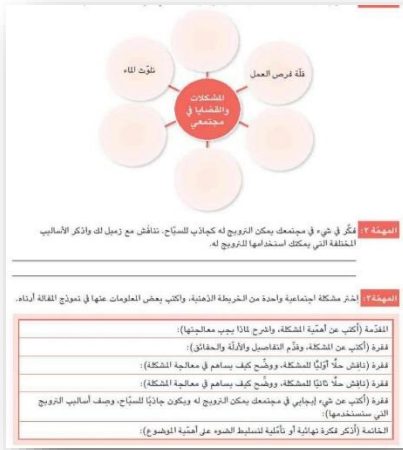 تلوّث الماء
قلّة فرص العمل
المشكلات
والقضايا في
مجتمعي
المهمّة ٢: فكّر في شيء في مجتمعك يمكن الترويج له كجاذب للسيّاح. تناقش مع زميل لك واذكر الأساليب
المختلفة التي يمكنك استخدامها للترويج له.
المهمّة ٣: اختر مشكلة اجتماعية واحدة من الخريطة الذهنية، واكتب بعض المعلومات عنها في نموذج المقالة أدناه.
المقدّمة (أكتب عن أهمّية المشكلة، واشرح لماذا يجب معالجتها):
فقرة (أكتب عن المشكلة، وقدّم التفاصيل والأدلّة والحقائق):
فقرة (ناقش حلًّا أوّليًّا للمشكلة، ووضّح كيف يساهم في معالجة المشكلة):
فقرة (ناقش حلًّا ثانيًا للمشكلة، ووضّح كيف يساهم في معالجة المشكلة):
فقرة (أكتب عن شيء إيجابي في مجتمعك يمكن الترويج له ويكون جاذبًا للسيّاح، وصف أساليب الترويج
التي ستستخدمها):
الخاتمة (أذكر فكرة نهائية أو تأمّلية لتسليط الضوء على أهمّية الموضوع):